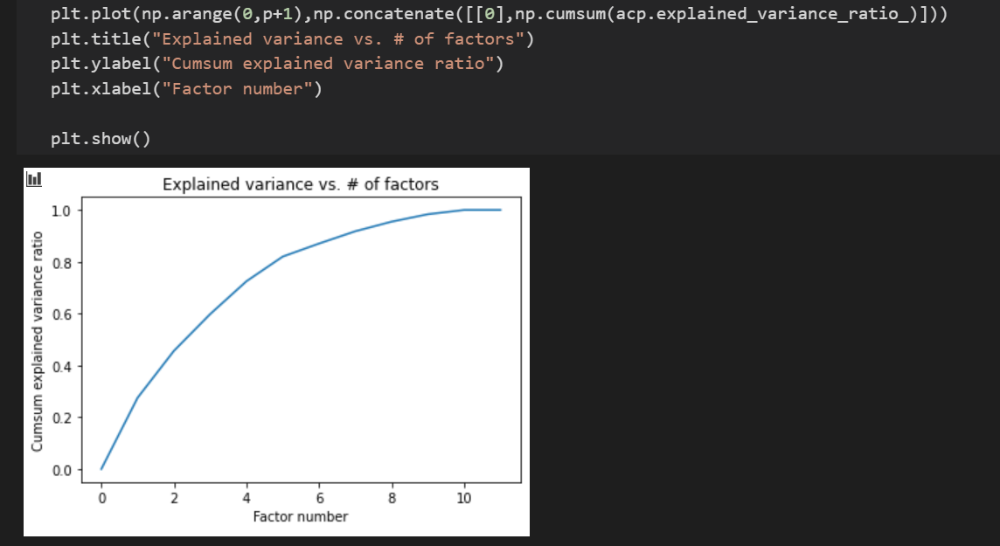 plt.plot(np.arange(0,p+1),np.concatenate([[0],np.cumsum(acp.explained_variance_ratio_)]))
plt.title("Explained variance vs. # of factors")
plt.ylabel("Cumsum explained variance ratio")
plt.xlabel("Factor number")
plt.show()
Explained variance vs. # of factors
Cumsum explained variance ratio
1.0
0.8
0.6
0.4
0.2
0.0
0 2 4 6 8 10
Factor number